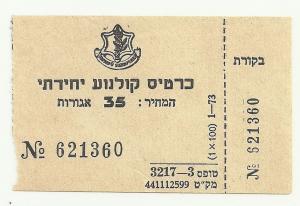 כרטיס קולנוע יחידתי
המחיר: 35 אגורות
№ 621360
טופס 3—3217
מק"ט 441112599
(1×100) 1—73
בקורת
621360